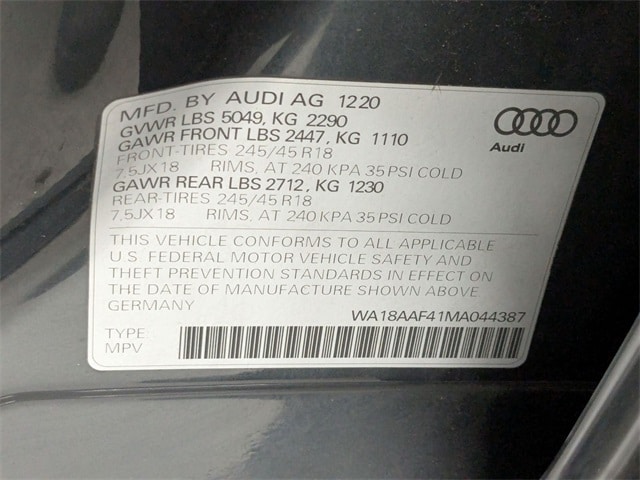 MFD. BY AUDI AG 1220
GVWR LBS 5049, KG 2290
GAWR FRONT LBS 2447, KG 1110
FRONT-TIRES 245/45 R18
7,5JX18 RIMS, AT 240 KPA 35 PSI COLD
GAWR REAR LBS 2712, KG 1230
REAR-TIRES 245/45 R18
7,5JX18 RIMS, AT 240 KPA 35 PSI COLD
Audi
THIS VEHICLE CONFORMS TO ALL APPLICABLE
U.S. FEDERAL MOTOR VEHICLE SAFETY AND
THEFT PREVENTION STANDARDS IN EFFECT ON
THE DATE OF MANUFACTURE SHOWN ABOVE
GERMANY
WA18AAF41MA044387
TYPE:
MPV